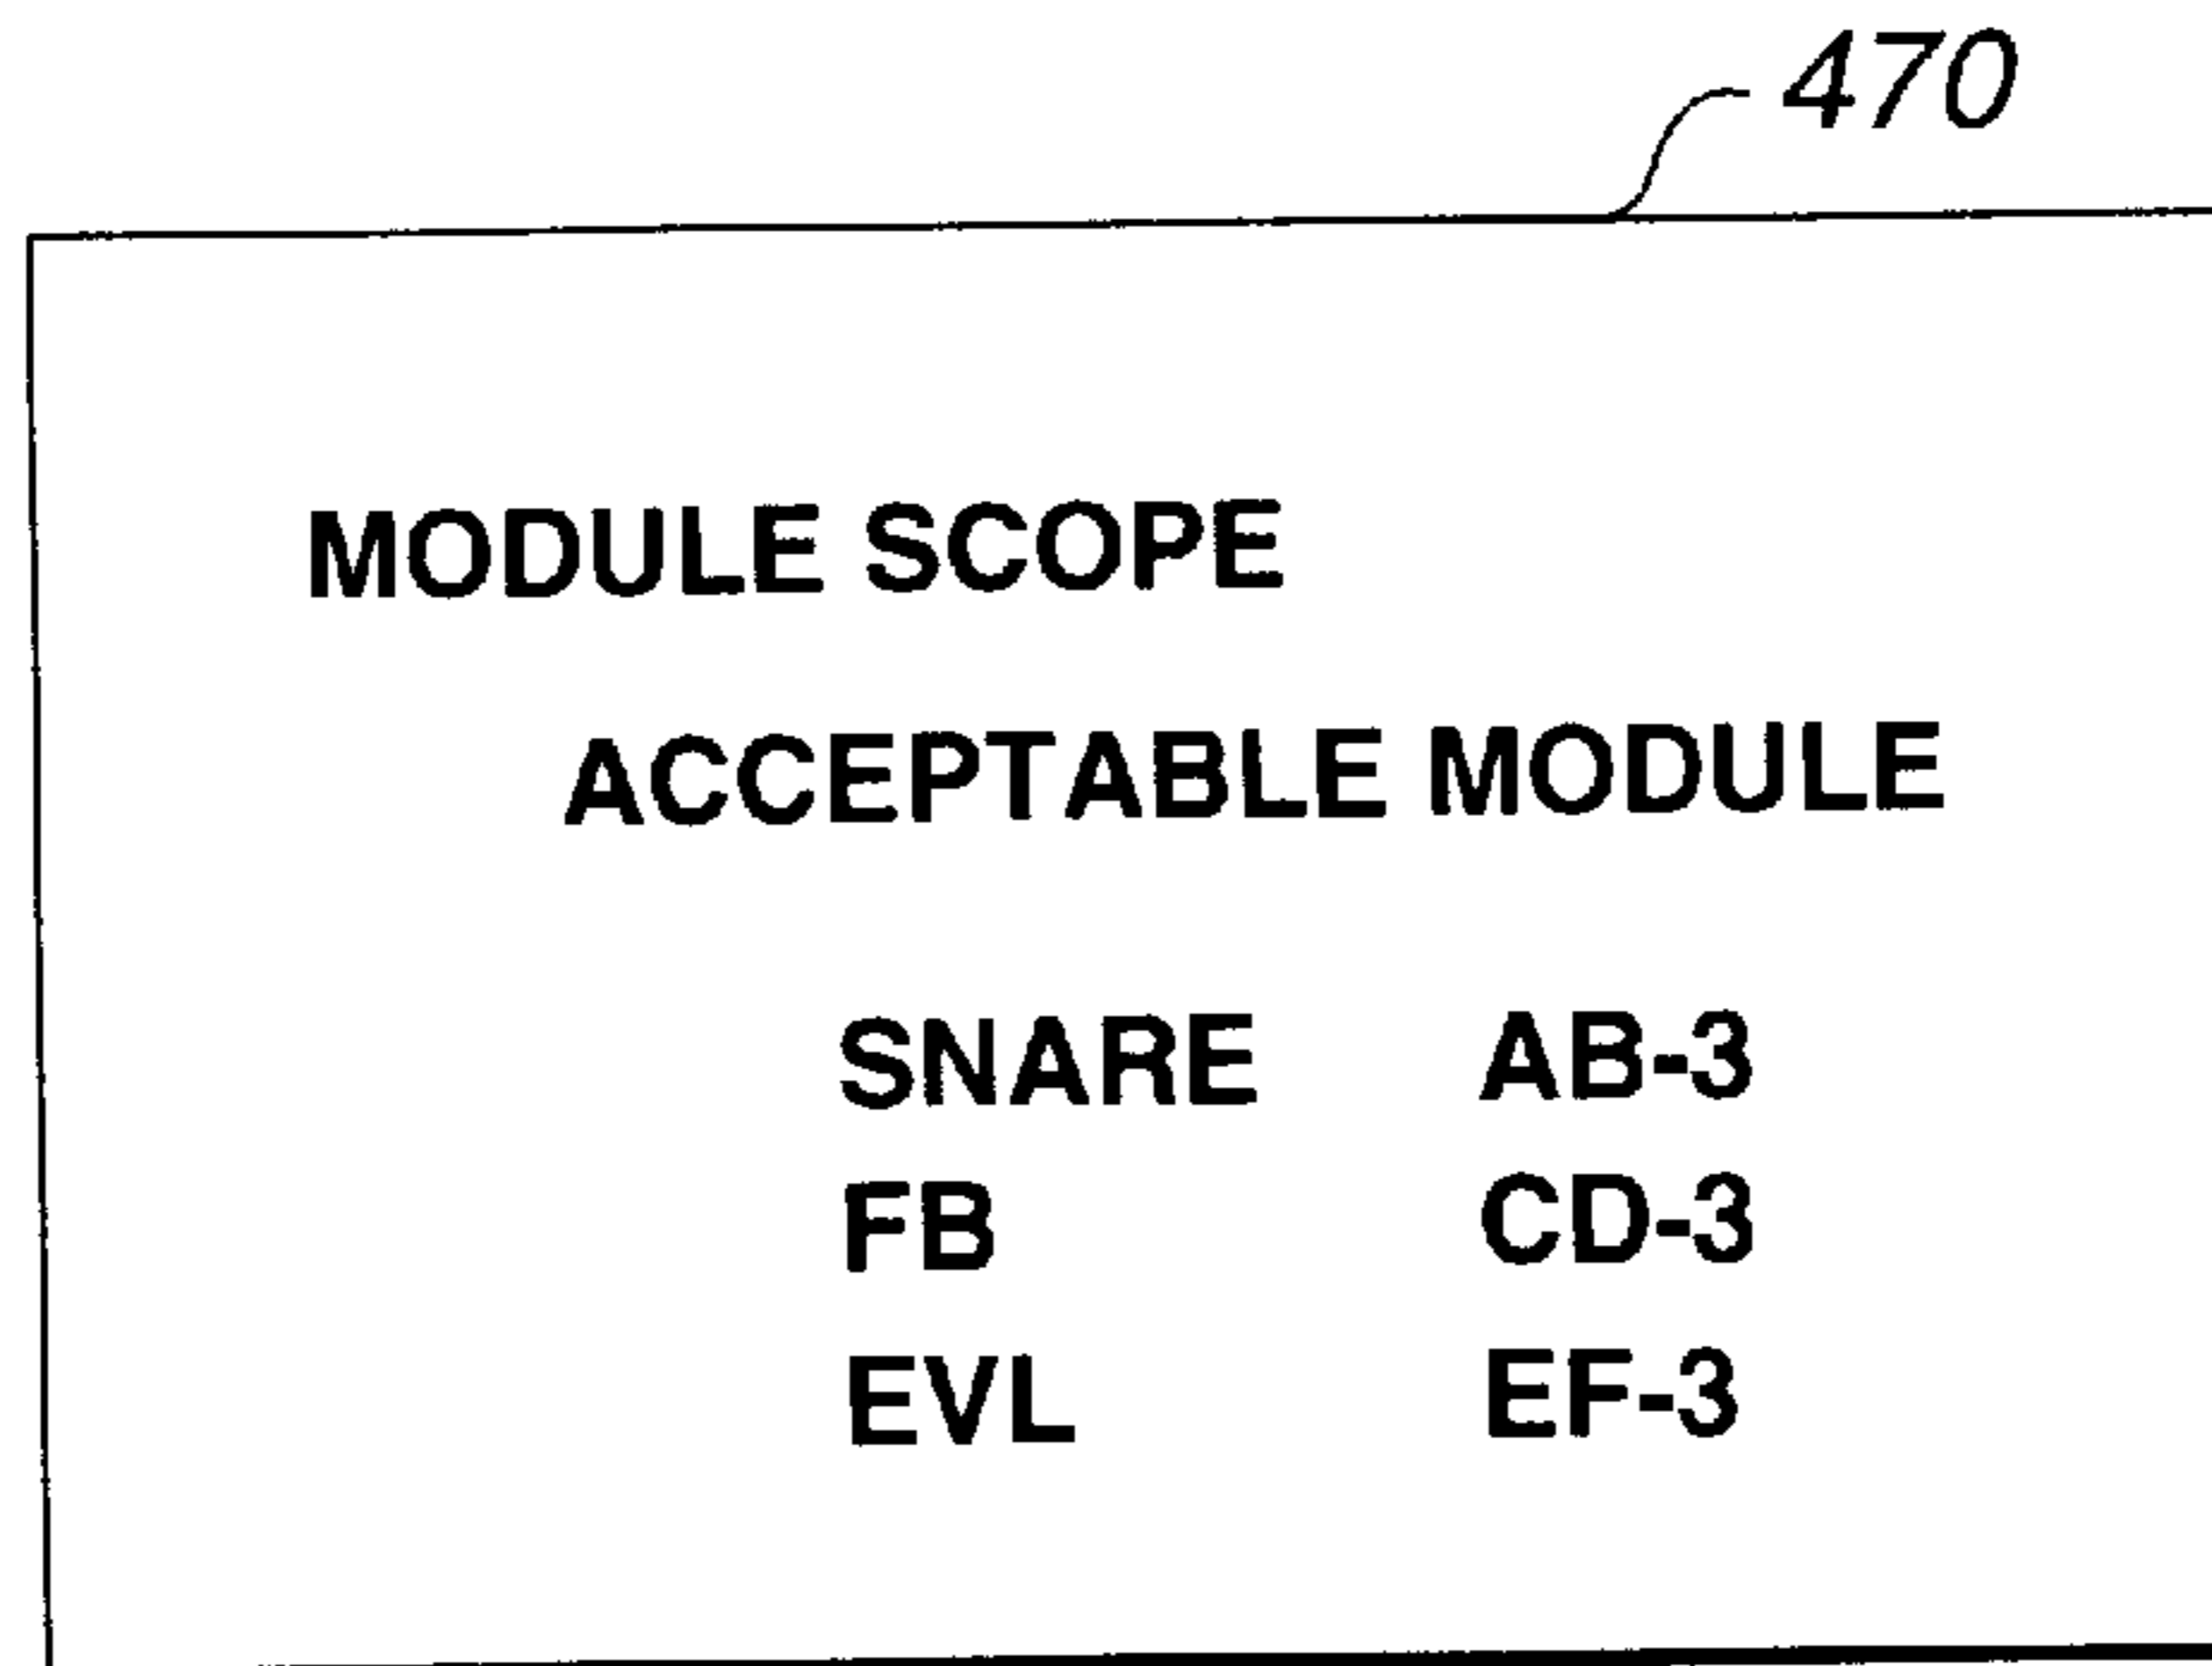 470
MODULE SCOPE
ACCEPTABLE MODULE
SNARE AB-3
FB CD-3
EVL EF-3